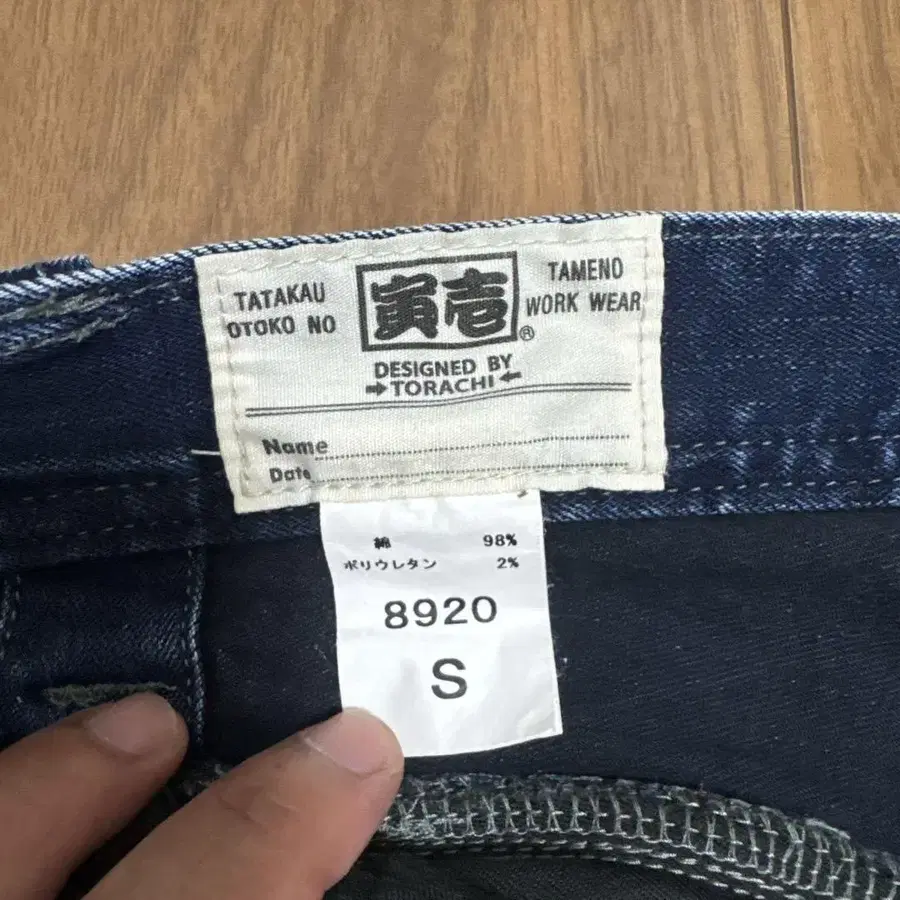 TATAKAU
OTOKO NO
寅壱®
TAMENO
WORK WEAR
DESIGNED BY
→TORACHI←
Name
Date
綿 98%
ポリウレタン 2%
8920
S